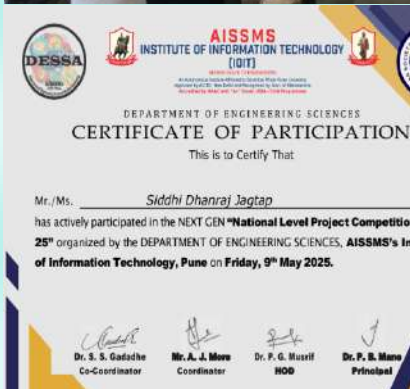 DESSA
AISSMS
INSTITUTE OF INFORMATION TECHNOLOGY
[IOIT]
DEPARTMENT OF ENGINEERING SCIENCES
CERTIFICATE OF PARTICIPATION
This is to Certify That
Mr./Ms. Siddhi Dhanraj Jagtap
has actively participated in the NEXT GEN "National Level Project Competitio
25" organized by the DEPARTMENT OF ENGINEERING SCIENCES, AISSMS's In
of Information Technology, Pune on Friday, 9th May 2025.
Dr. S. S. Gadadhe Mr. A. J. More Dr. P. G. Musrif Dr. P. B. Mane
Co-Coordinator Coordinator HOD Principal